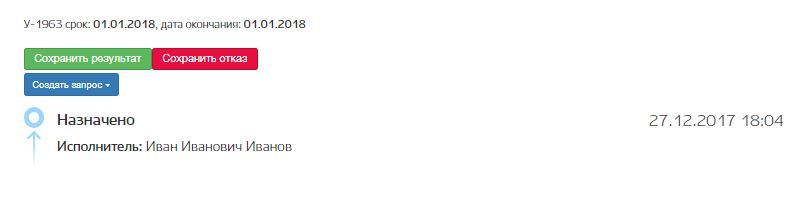 У-1963 срок: 01.01.2018, дата окончания: 01.01.2018
Сохранить результат Сохранить отказ
Создать запрос
Назначено 27.12.2017 18:04
Исполнитель: Иван Иванович Иванов